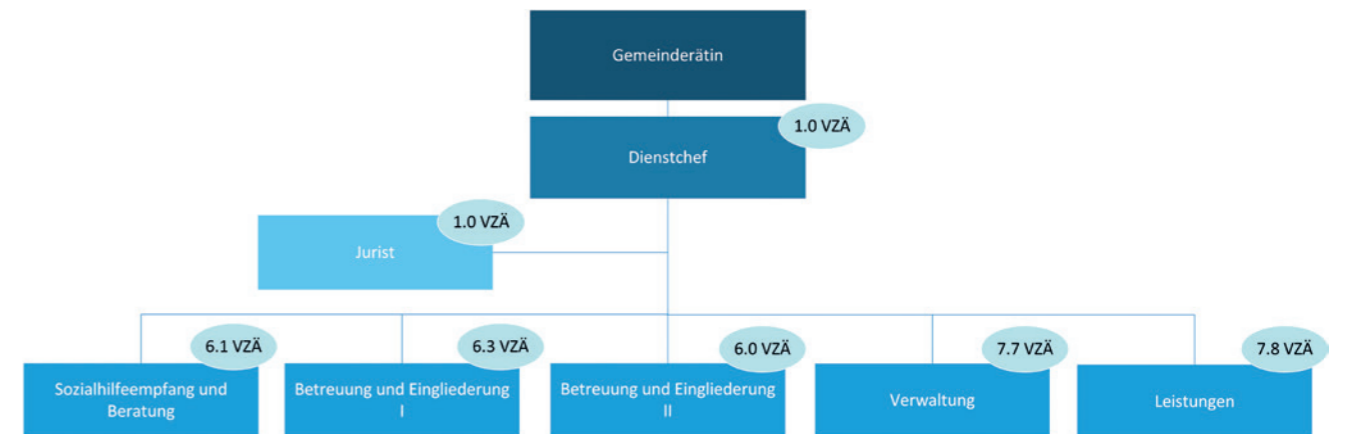 Gemeinderätin
1.0 VZÄ
Dienstchef
1.0 VZÄ
Jurist
6.1 VZÄ
Sozialhilfeempfang und
Beratung
6.3 VZÄ
Betreuung und Eingliederung
I
6.0 VZÄ
Betreuung und Eingliederung
II
7.7 VZÄ
Verwaltung
7.8 VZÄ
Leistungen